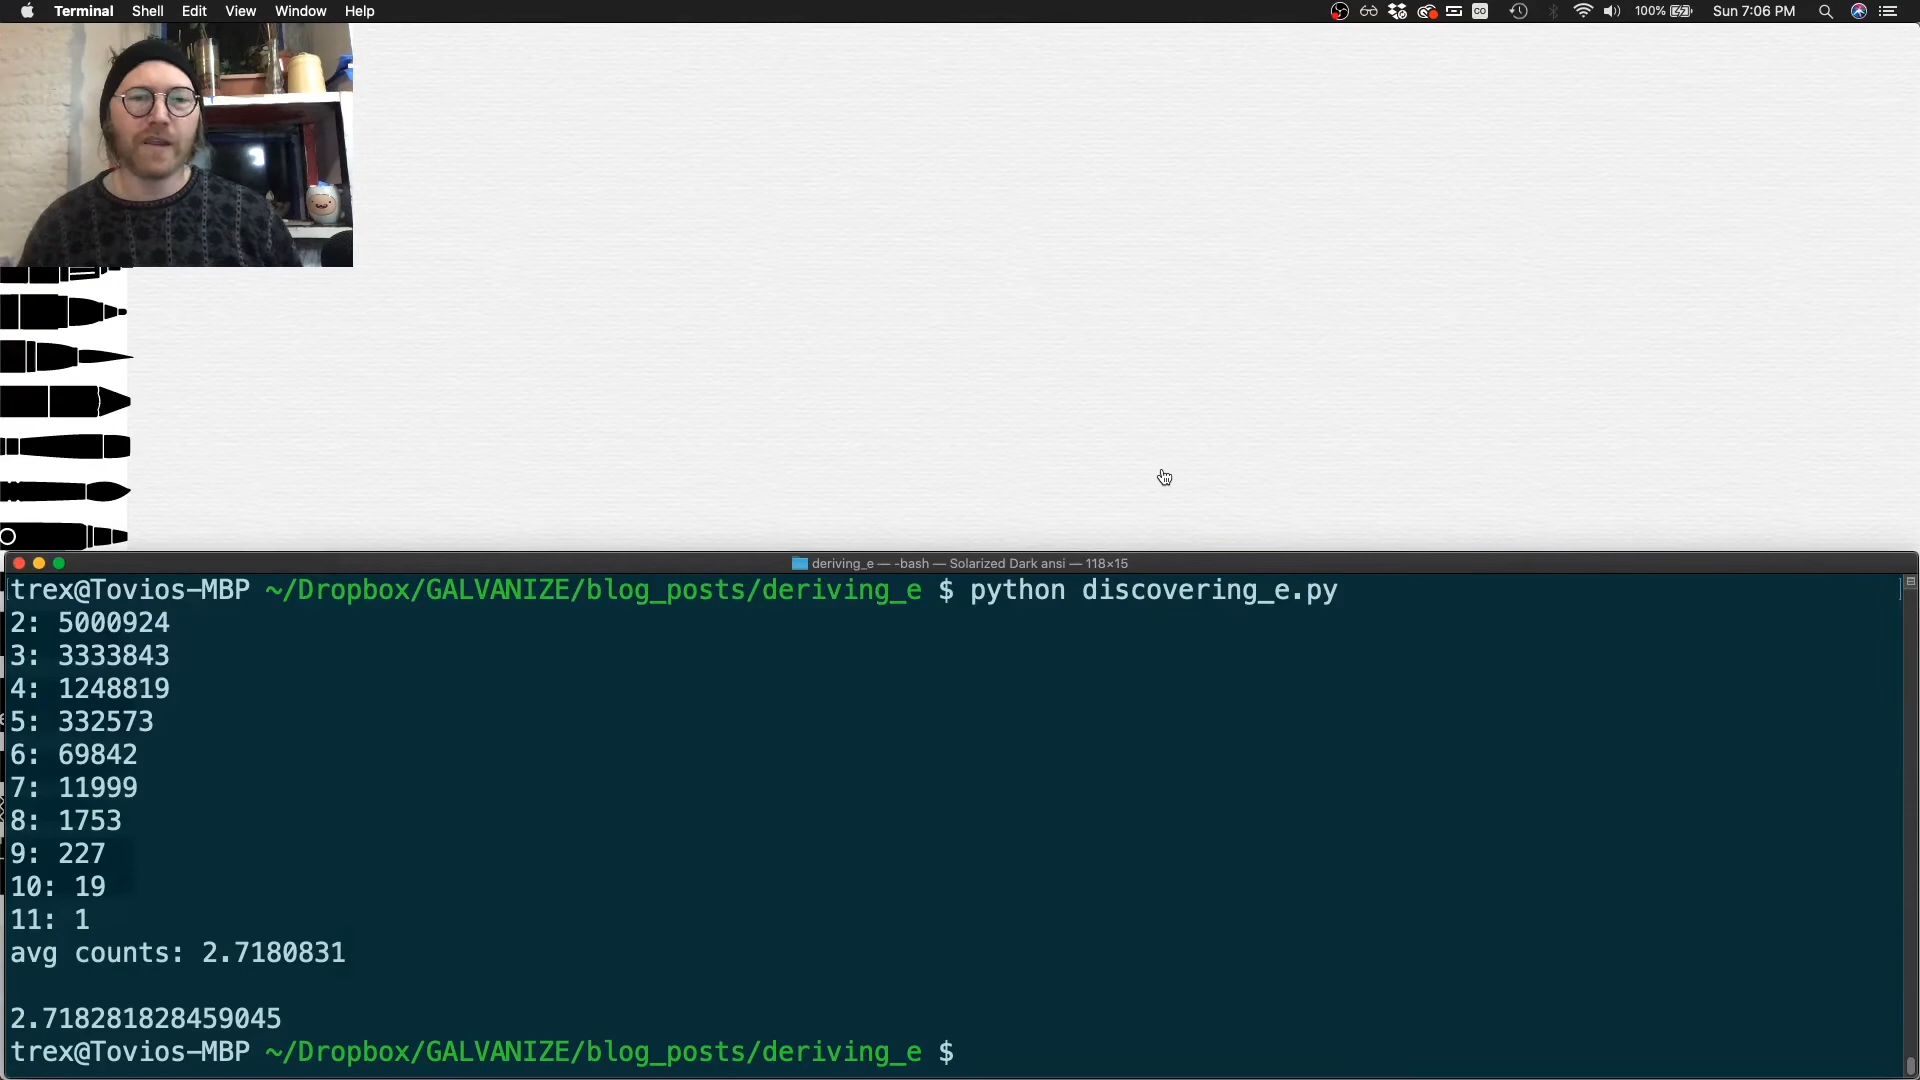 Terminal Shell Edit View Window Help
CO 100% Sun 7:06 PM
deriving_e — -bash — Solarized Dark ansi — 118×15
trex@Tovios-MBP ~/Dropbox/GALVANIZE/blog_posts/deriving_e $ python discovering_e.py
2: 5000924
3: 3333843
4: 1248819
5: 332573
6: 69842
7: 11999
8: 1753
9: 227
10: 19
11: 1
avg counts: 2.7180831
2.718281828459045
trex@Tovios-MBP ~/Dropbox/GALVANIZE/blog_posts/deriving_e $